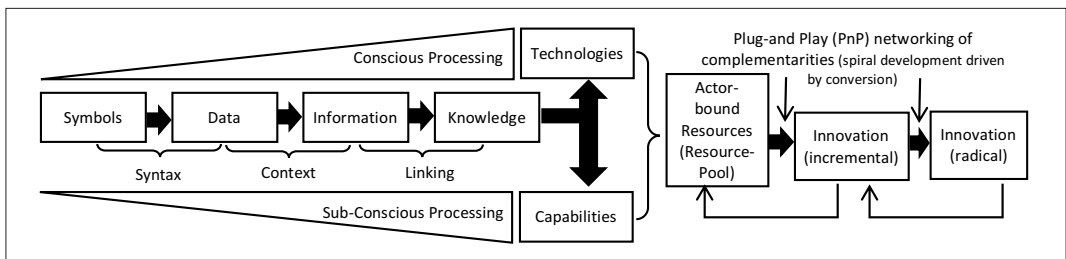 Conscious Processing
Technologies
Plug-and Play (PnP) networking of
complementarities (spiral development driven
by conversion)
Symbols
Data
Information
Knowledge
Syntax
Context
Linking
Sub-Conscious Processing
Capabilities
Actor-
bound
Resources
(Resource-
Pool)
Innovation
(incremental)
Innovation
(radical)